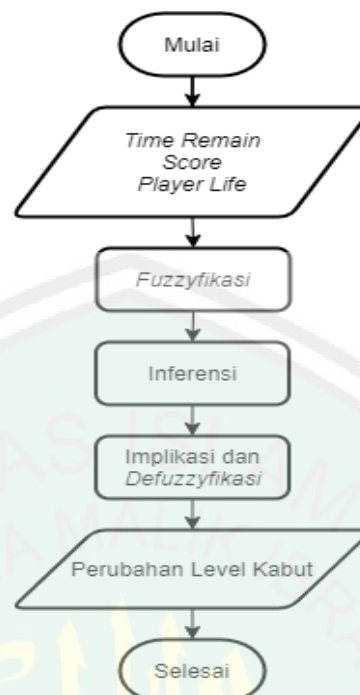 Mulai
Time Remain
Score
Player Life
Fuzzyfikasi
Inferensi
Implikasi dan
Defuzzyfikasi
Perubahan Level Kabut
Selesai